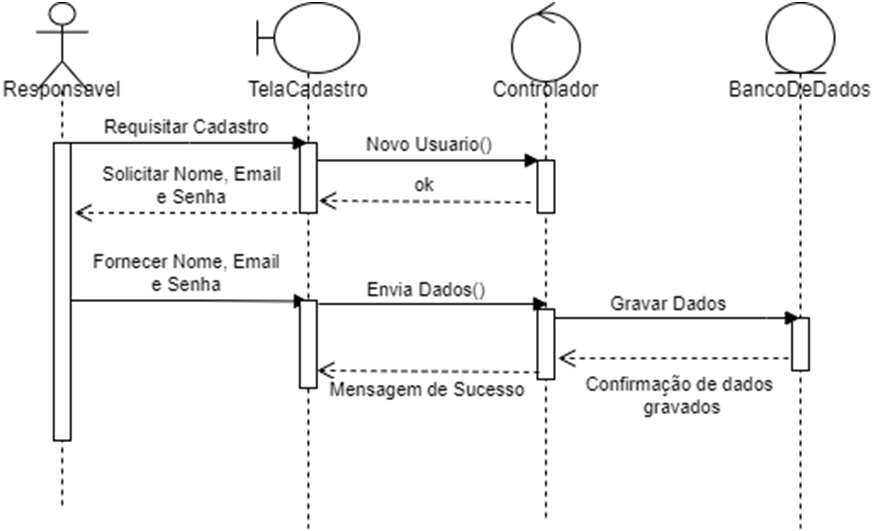 Responsavel
TelaCadastro
Controlador
BancoDeDados
Requisitar Cadastro
Novo Usuario()
Solicitar Nome, Email
e Senha
ok
Fornecer Nome, Email
e Senha
Envia Dados()
Gravar Dados
Mensagem de Sucesso
Confirmação de dados
gravados